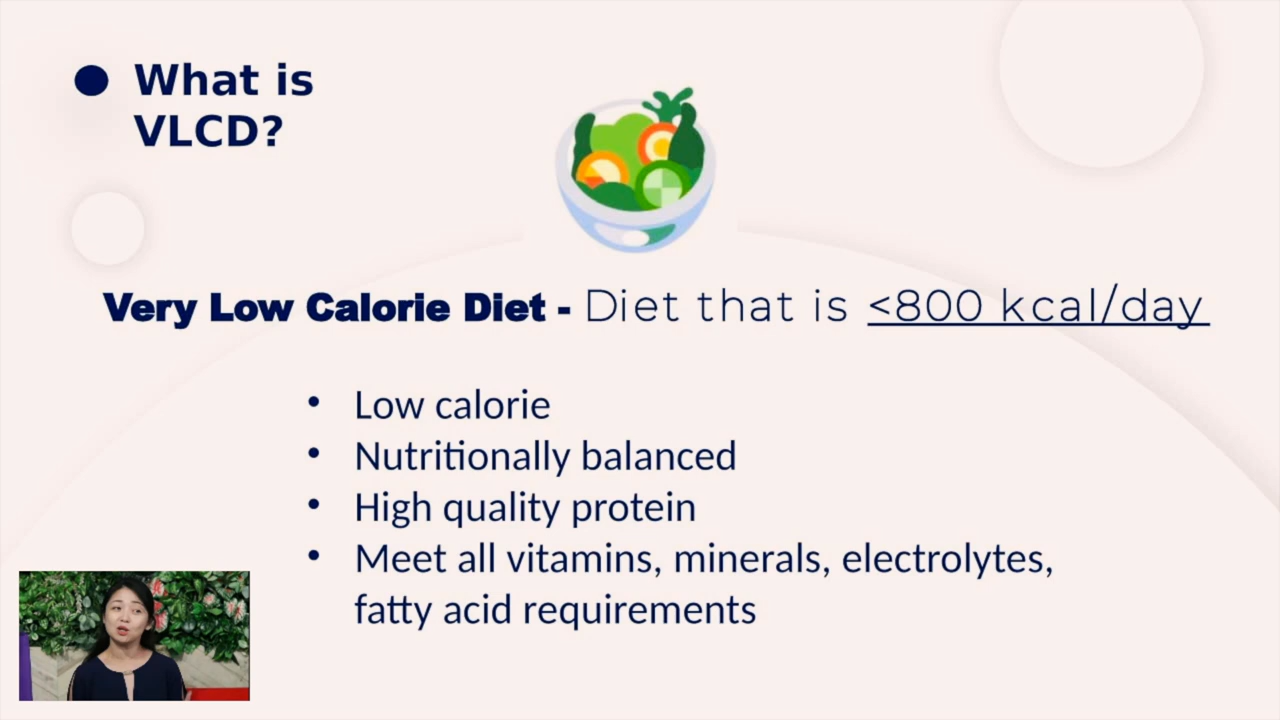 What is
VLCD?
Very Low Calorie Diet - Diet that is <800 kcal/day
• Low calorie
• Nutritionally balanced
• High quality protein
• Meet all vitamins, minerals, electrolytes,
fatty acid requirements